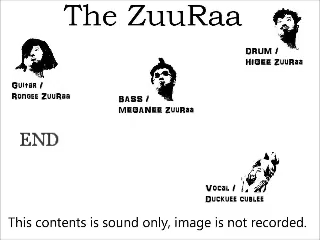 The ZuuRaa
DRUM /
HIGEE ZuuRaa
Guitar /
Rongee ZuuRaa
BASS /
MEGANEE ZuuRaa
END
Vocal /
Duckuee cublee
This contents is sound only, image is not recorded.